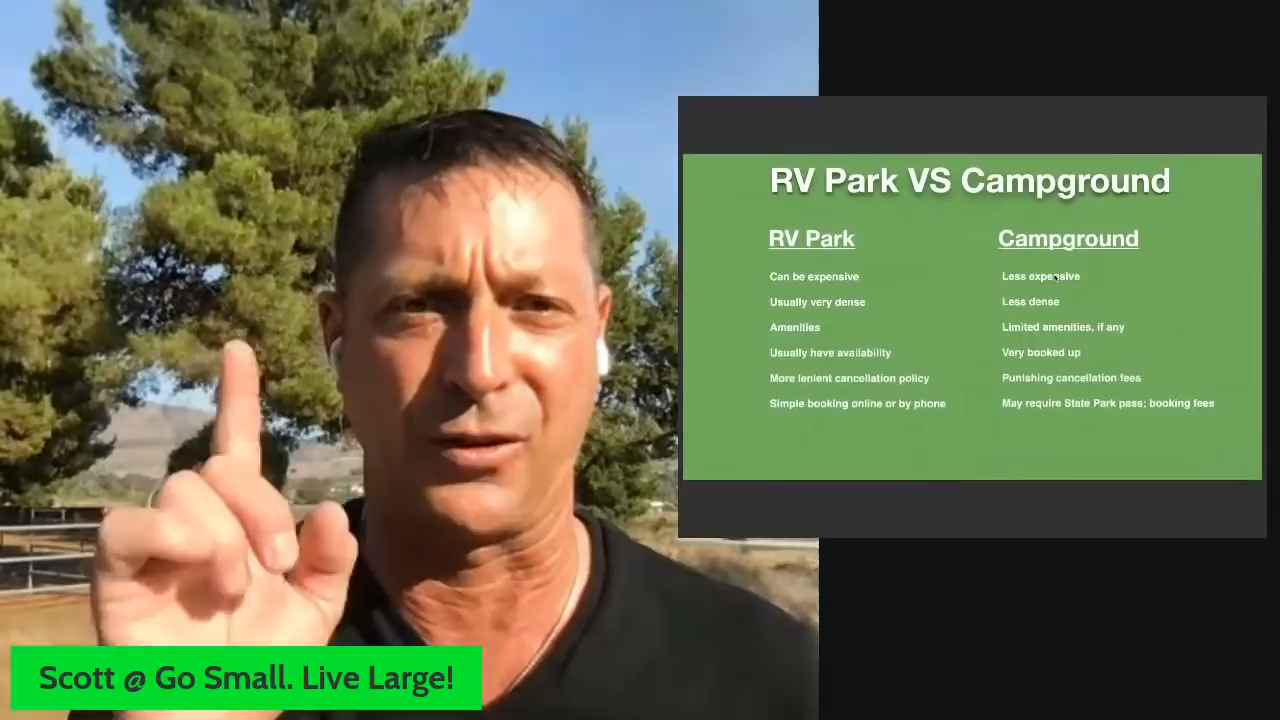 RV Park VS Campground
RV Park
Can be expensive
Usually very dense
Amenities
Usually have availability
More lenient cancellation policy
Simple booking online or by phone
Campground
Less expensive
Less dense
Limited amenities, if any
Very booked up
Punishing cancellation fees
May require State Park pass; booking fees
Scott @ Go Small. Live Large!